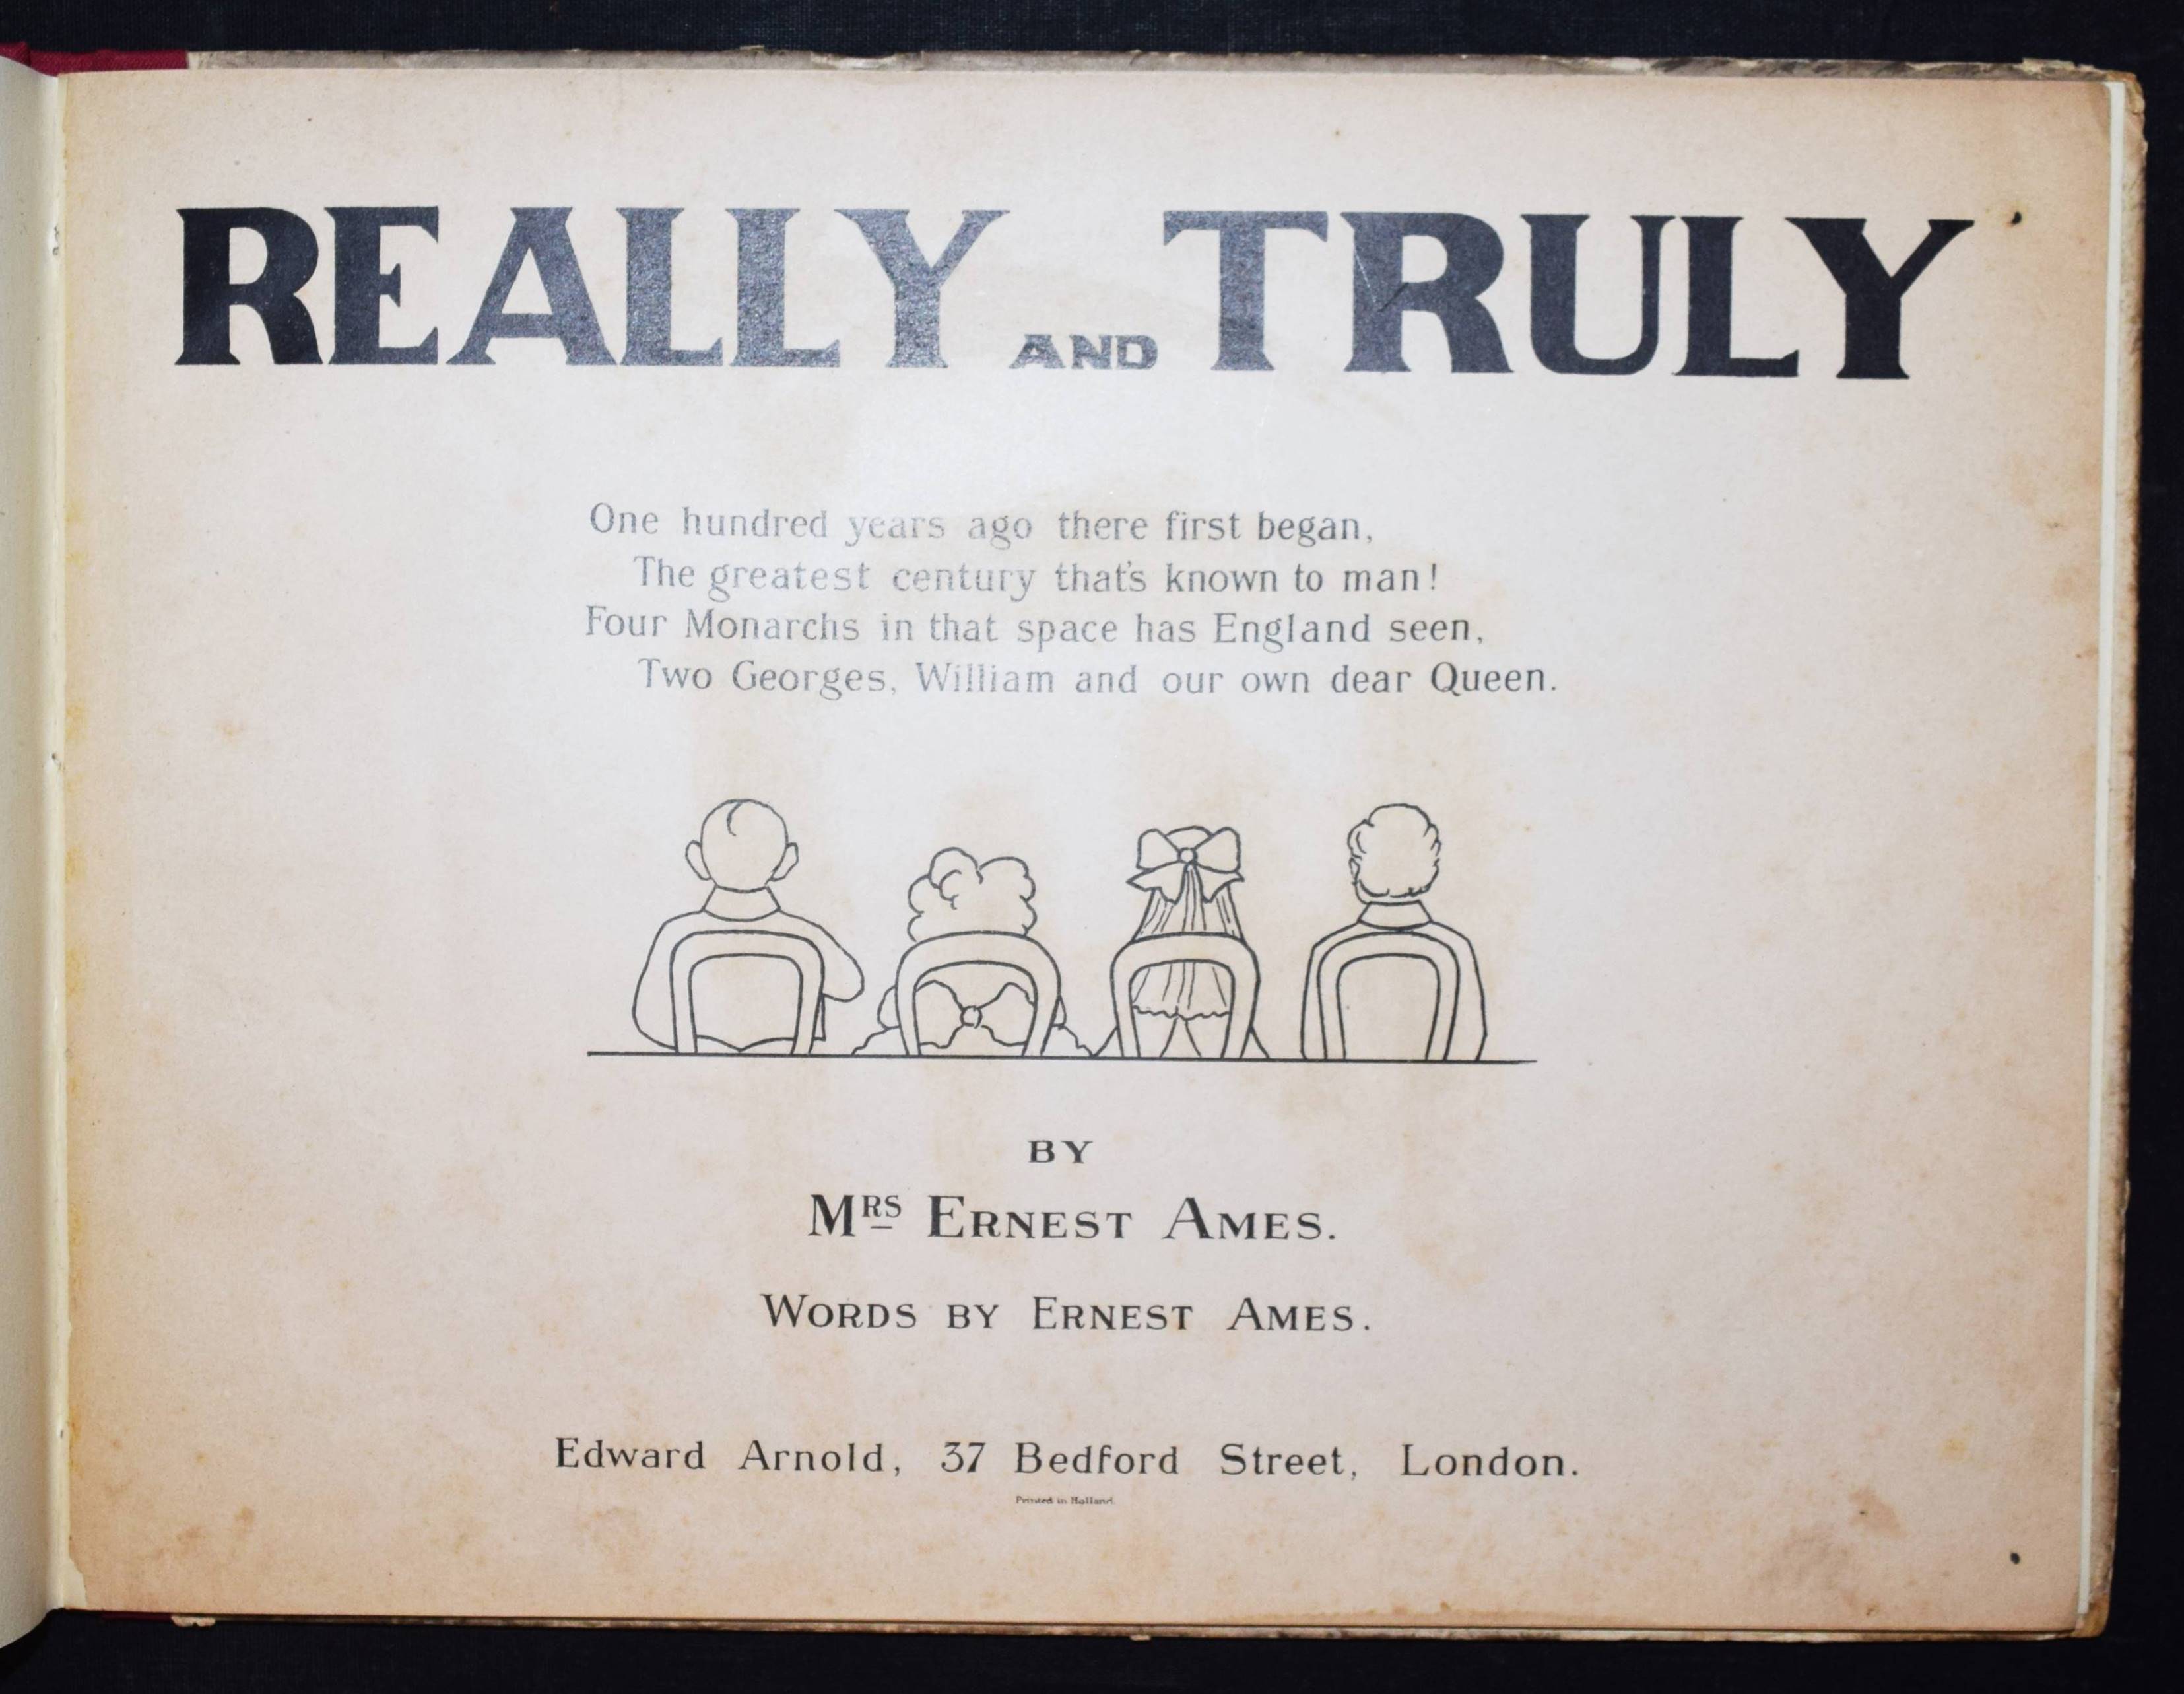 REALLY AND TRULY
One hundred years ago there first began,
The greatest century that's known to man!
Four Monarchs in that space has England seen,
Two Georges, William and our own dear Queen.
BY
MRS ERNEST AMES.
WORDS BY ERNEST AMES.
Edward Arnold, 37 Bedford Street, London.
Printed in Holland.